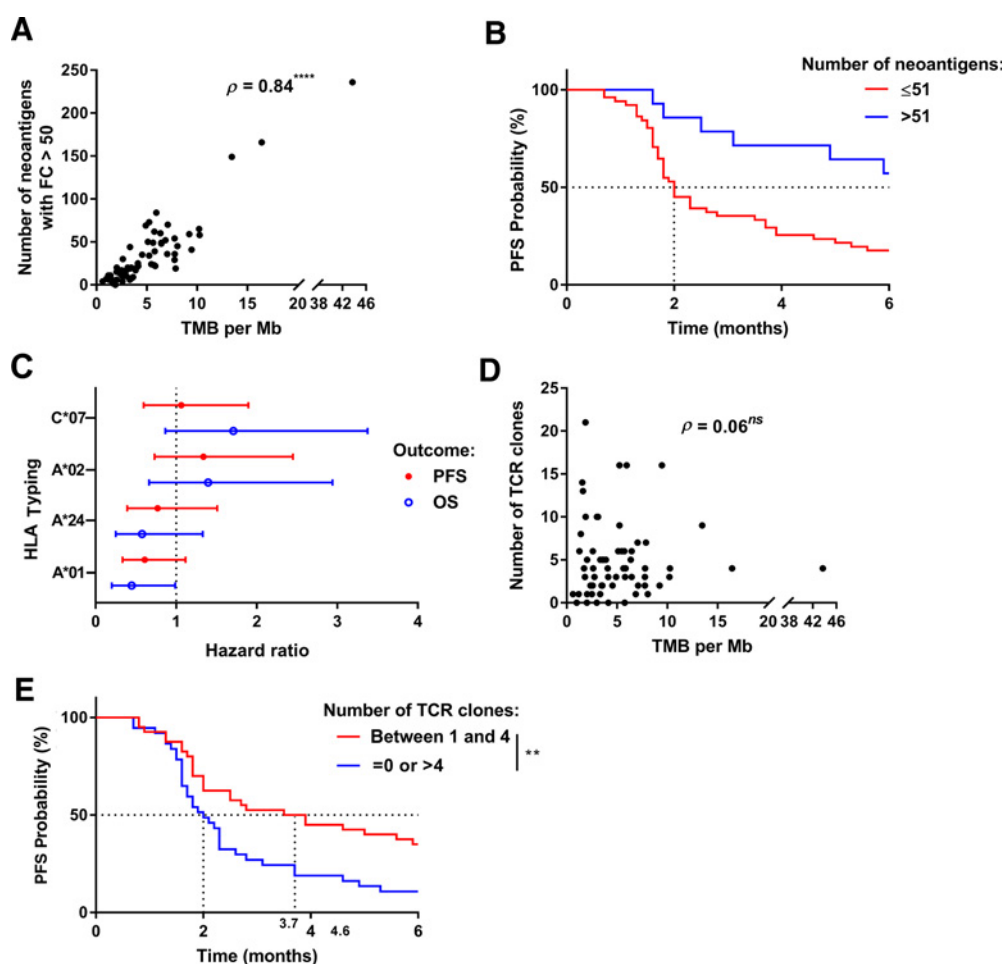 A
Number of neoantigens
with FC > 50
250
200
150
100
50
0
ρ = 0.84****
0 5 10 15 20 38 42 46
TMB per Mb
B
Number of neoantigens:
≤51
>51
PFS Probability (%)
100
50
0
0 2 4 6
Time (months)
C
HLA Typing
C*07
A*02
A*24
A*01
Outcome:
PFS
OS
0 1 2 3 4
Hazard ratio
D
Number of TCR clones
25
20
15
10
5
0
ρ = 0.06ns
0 5 10 15 20 38 42 46
TMB per Mb
E
Number of TCR clones:
Between 1 and 4
=0 or >4
**
PFS Probability (%)
100
50
0
0 2 3.7 4 4.6 6
Time (months)